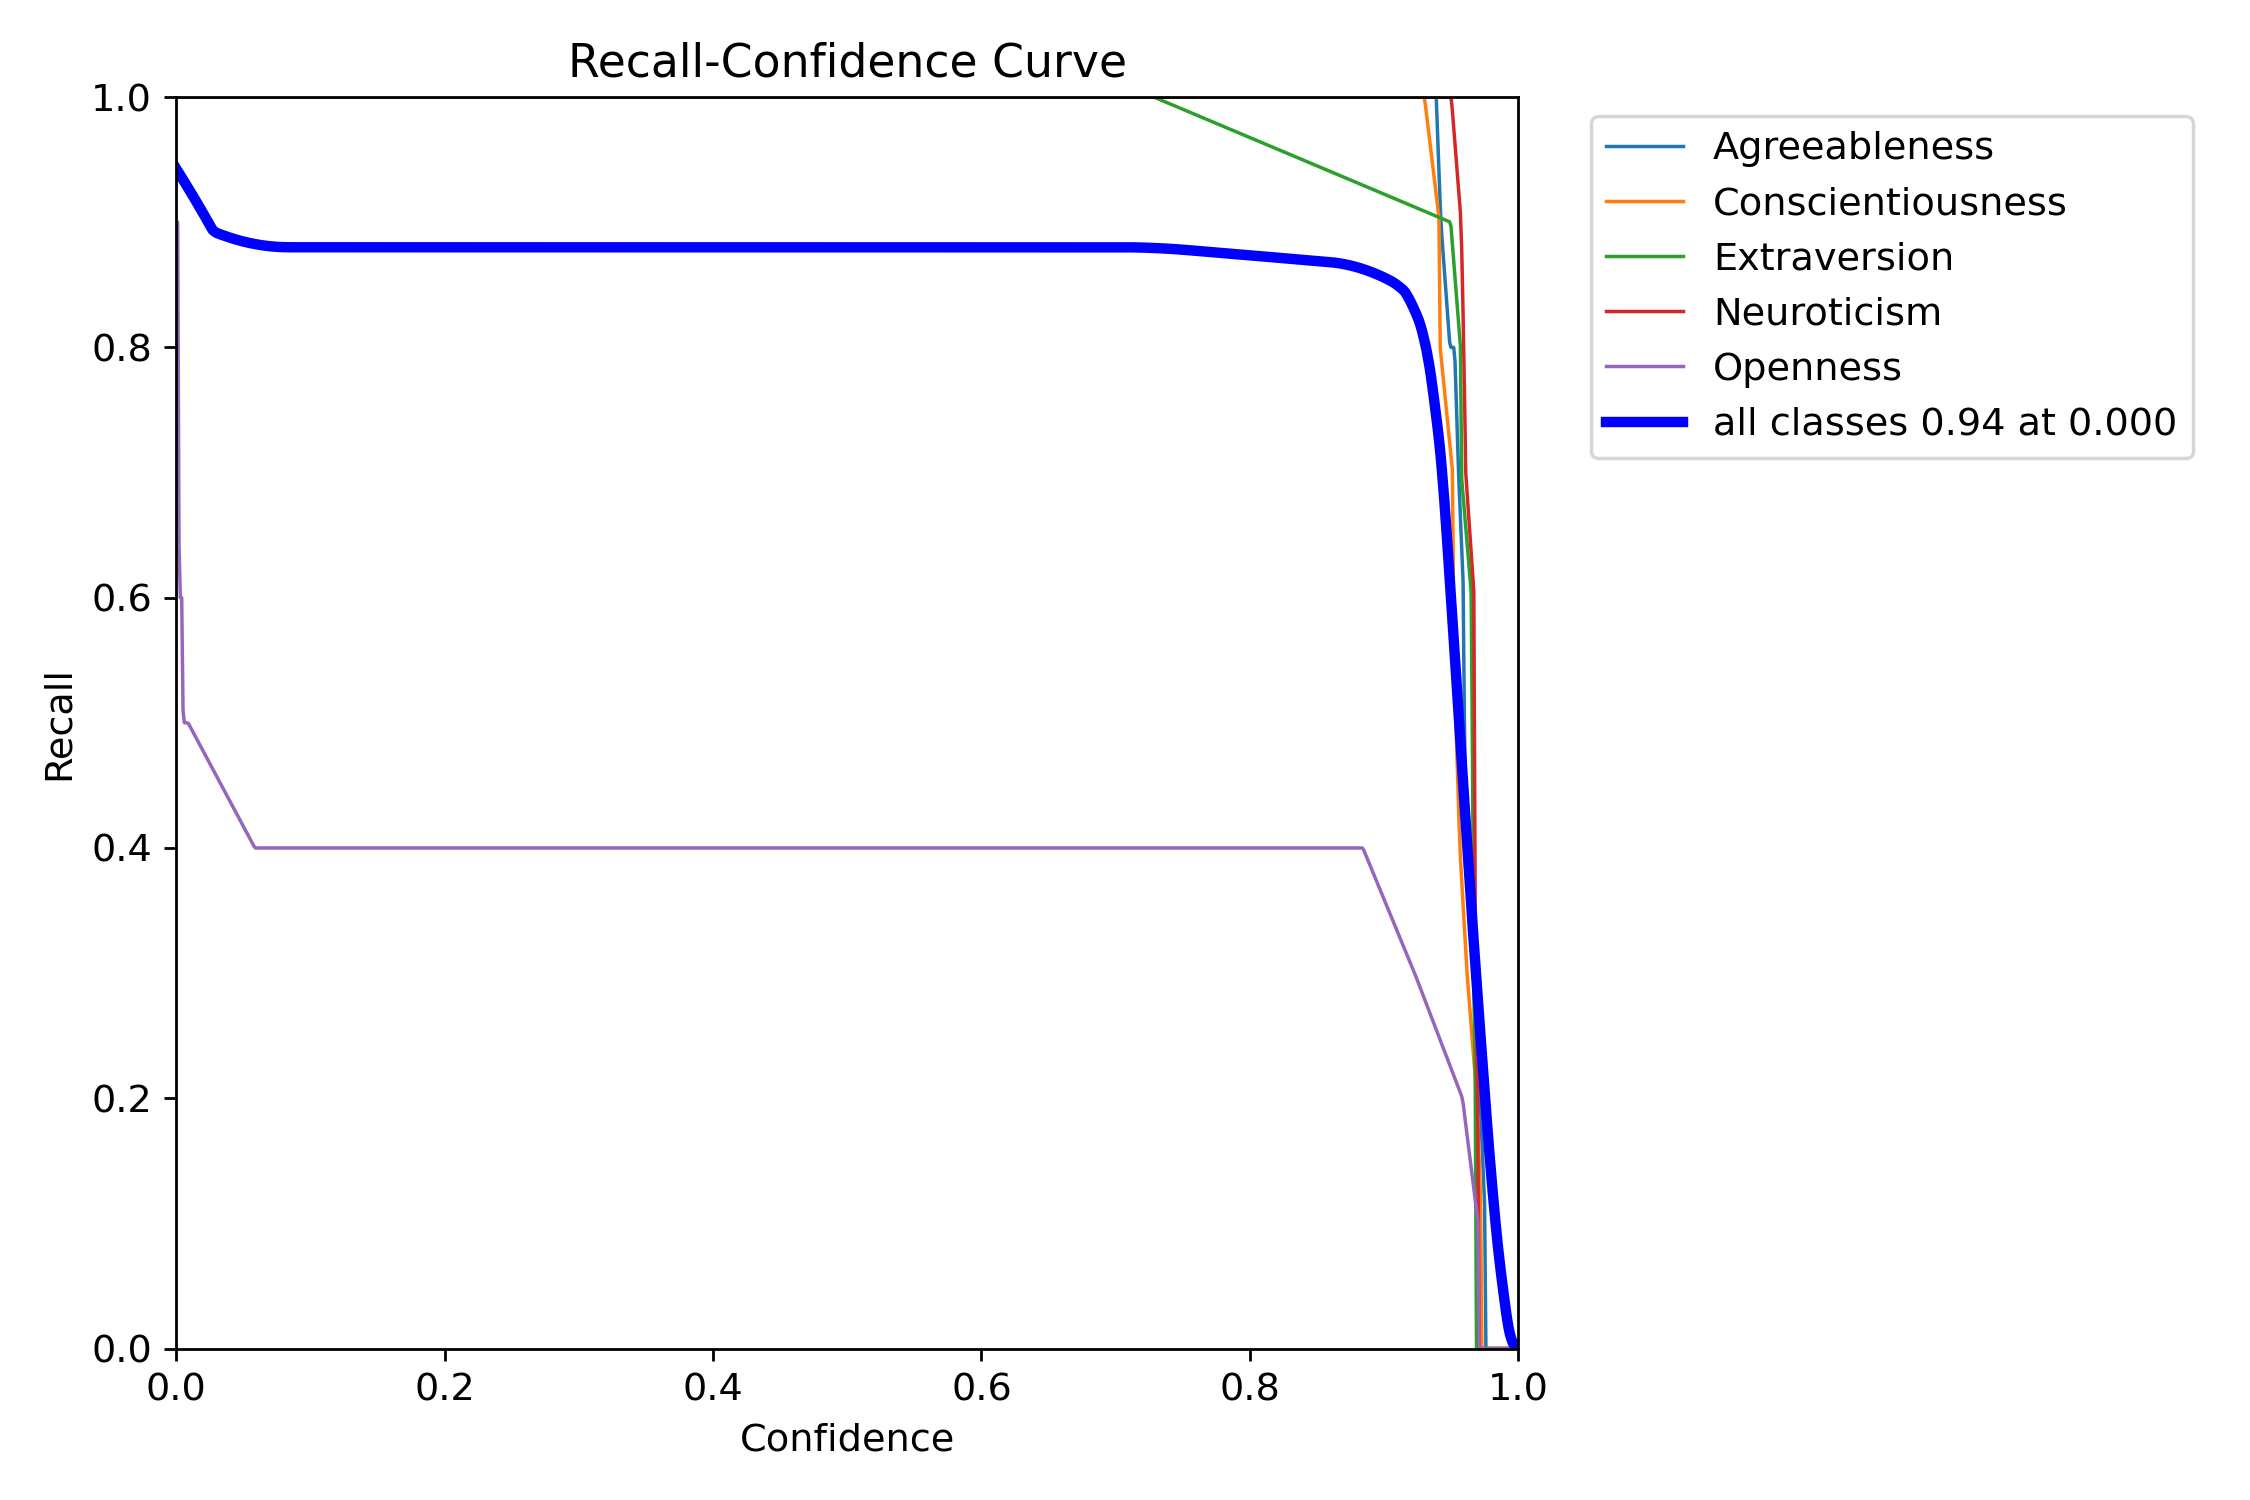 Recall-Confidence Curve
1.0
0.8
0.6
0.4
0.2
0.0
Recall
0.0 0.2 0.4 0.6 0.8 1.0
Confidence
Agreeableness
Conscientiousness
Extraversion
Neuroticism
Openness
all classes 0.94 at 0.000